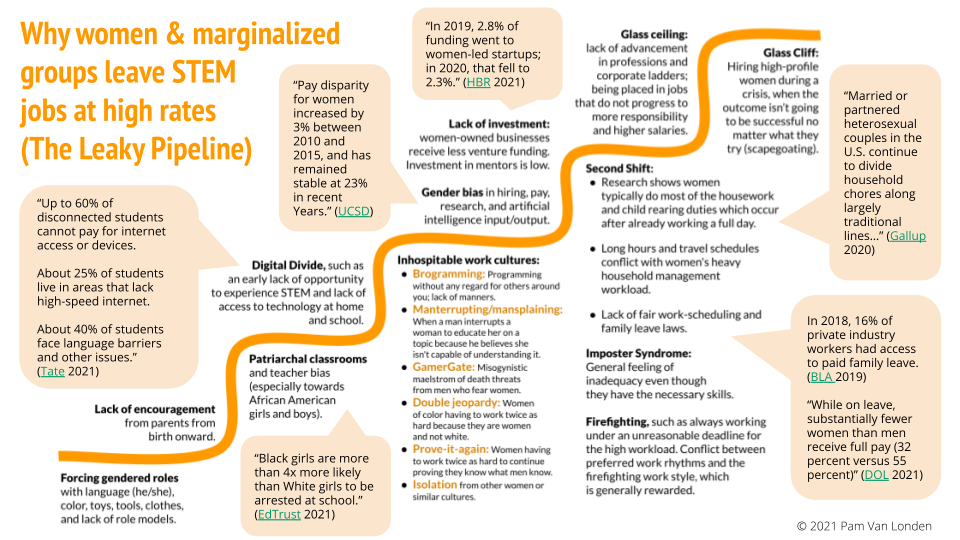 Why women & marginalized
groups leave STEM
jobs at high rates
(The Leaky Pipeline)
“Up to 60% of
disconnected students
cannot pay for internet
access or devices.
About 25% of students
live in areas that lack
high-speed internet.
About 40% of students
face language barriers
and other issues.”
(Tate 2021)
Lack of encouragement
from parents from
birth onward.
Forcing gendered roles
with language (he/she),
color, toys, tools, clothes,
and lack of role models.
Digital Divide, such as
an early lack of opportunity
to experience STEM and lack of
access to technology at home
and school.
Patriarchal classrooms
and teacher bias
(especially towards
African American
girls and boys).
“Black girls are more
than 4x more likely
than White girls to be
arrested at school.”
(EdTrust 2021)
“Pay disparity
for women
increased by
3% between
2010 and
2015, and has
remained
stable at 23%
in recent
Years.” (UCSD)
“In 2019, 2.8% of
funding went to
women-led startups;
in 2020, that fell to
2.3%.” (HBR 2021)
Lack of investment:
women-owned businesses
receive less venture funding.
Investment in mentors is low.
Gender bias in hiring, pay,
research, and artificial
intelligence input/output.
Inhospitable work cultures:
● Brogramming: Programming
without any regard for others around
you; lack of manners.
● Manterrupting/mansplaining:
When a man interrupts a
woman to educate her on a
topic because he believes she
isn't capable of understanding it.
● GamerGate: Misogynistic
maelstrom of death threats
from men who fear women.
● Double jeopardy: Women
of color having to work twice as
hard because they are women
and not white.
● Prove-it-again: Women having
to work twice as hard to continue
proving they know what men know.
● Isolation from other women or
similar cultures.
Glass ceiling:
lack of advancement
in professions and
corporate ladders;
being placed in jobs
that do not progress to
more responsibility
and higher salaries.
Glass Cliff:
Hiring high-profile
women during a
crisis, when the
outcome isn't going
to be successful no
matter what they
try (scapegoating).
Second Shift:
● Research shows women
typically do most of the housework
and child rearing duties which occur
after already working a full day.
● Long hours and travel schedules
conflict with women's heavy
household management
workload.
● Lack of fair work-scheduling and
family leave laws.
Imposter Syndrome:
General feeling of
inadequacy even though
they have the necessary skills.
Firefighting, such as always working
under an unreasonable deadline for
the high workload. Conflict between
preferred work rhythms and the
firefighting work style, which
is generally rewarded.
“Married or
partnered
heterosexual
couples in the
U.S. continue
to divide
household
chores along
largely
traditional
lines...” (Gallup
2020)
In 2018, 16% of
private industry
workers had access
to paid family leave.
(BLA 2019)
“While on leave,
substantially fewer
women than men
receive full pay (32
percent versus 55
percent)” (DOL 2021)
© 2021 Pam Van Londen